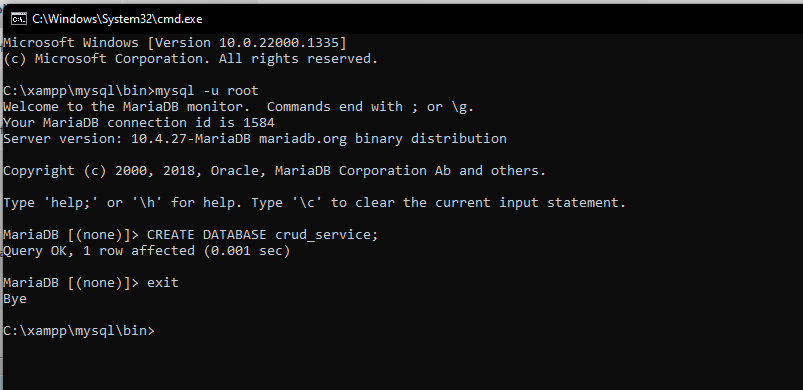 C:\Windows\System32\cmd.exe
Microsoft Windows [Version 10.0.22000.1335]
(c) Microsoft Corporation. All rights reserved.
C:\xampp\mysql\bin>mysql -u root
Welcome to the MariaDB monitor.  Commands end with ; or \g.
Your MariaDB connection id is 1584
Server version: 10.4.27-MariaDB mariadb.org binary distribution
Copyright (c) 2000, 2018, Oracle, MariaDB Corporation Ab and others.
Type 'help;' or '\h' for help. Type '\c' to clear the current input statement.
MariaDB [(none)]> CREATE DATABASE crud_service;
Query OK, 1 row affected (0.001 sec)
MariaDB [(none)]> exit
Bye
C:\xampp\mysql\bin>